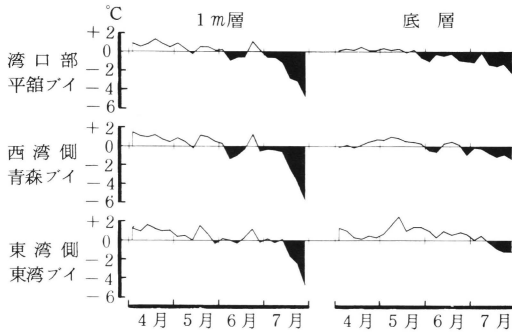 ℃
1m層
底層
湾口部
平舘ブイ
+2
0
−2
−4
−6
西湾側
青森ブイ
+2
0
−2
−4
−6
東湾側
東湾ブイ
+2
0
−2
−4
−6
4月 5月 6月 7月 4月 5月 6月 7月